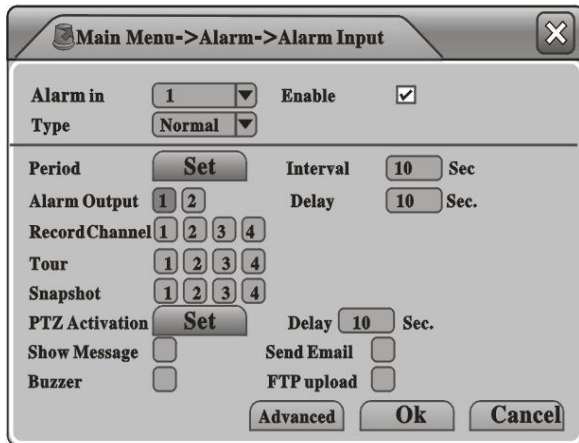 Main Menu->Alarm->Alarm Input
Alarm in 1 Enable
Type Normal
Period Set Interval 10 Sec
Alarm Output 1 2 Delay 10 Sec.
RecordChannel 1 2 3 4
Tour 1 2 3 4
Snapshot 1 2 3 4
PTZ Activation Set Delay 10 Sec.
Show Message Send Email
Buzzer FTP upload
Advanced Ok Cancel